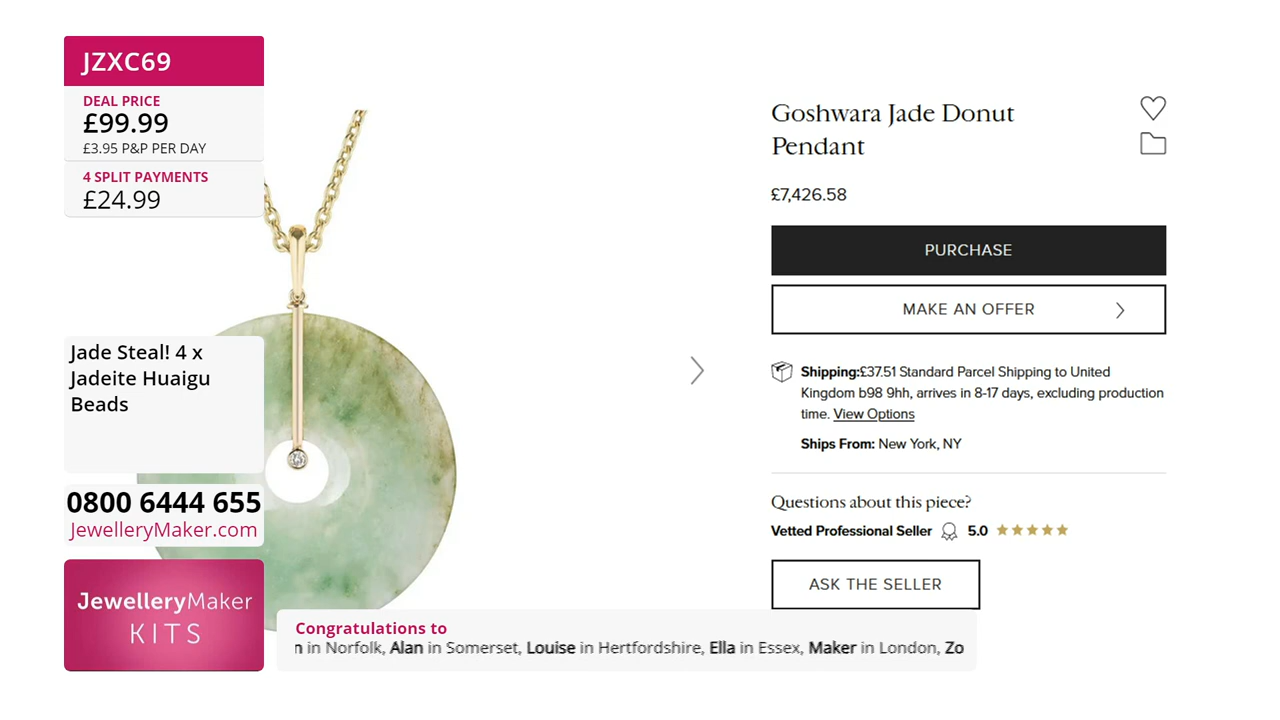 JZXC69
DEAL PRICE
£99.99
£3.95 P&P PER DAY
4 SPLIT PAYMENTS
£24.99
Jade Steal! 4 x
Jadeite Huaigu
Beads
0800 6444 655
JewelleryMaker.com
JewelleryMaker
KITS
Goshwara Jade Donut
Pendant
£7,426.58
PURCHASE
MAKE AN OFFER
Shipping:£37.51 Standard Parcel Shipping to United
Kingdom b98 9hh, arrives in 8-17 days, excluding production
time. View Options
Ships From: New York, NY
Questions about this piece?
Vetted Professional Seller 5.0
ASK THE SELLER
Congratulations to
n in Norfolk, Alan in Somerset, Louise in Hertfordshire, Ella in Essex, Maker in London, Zo